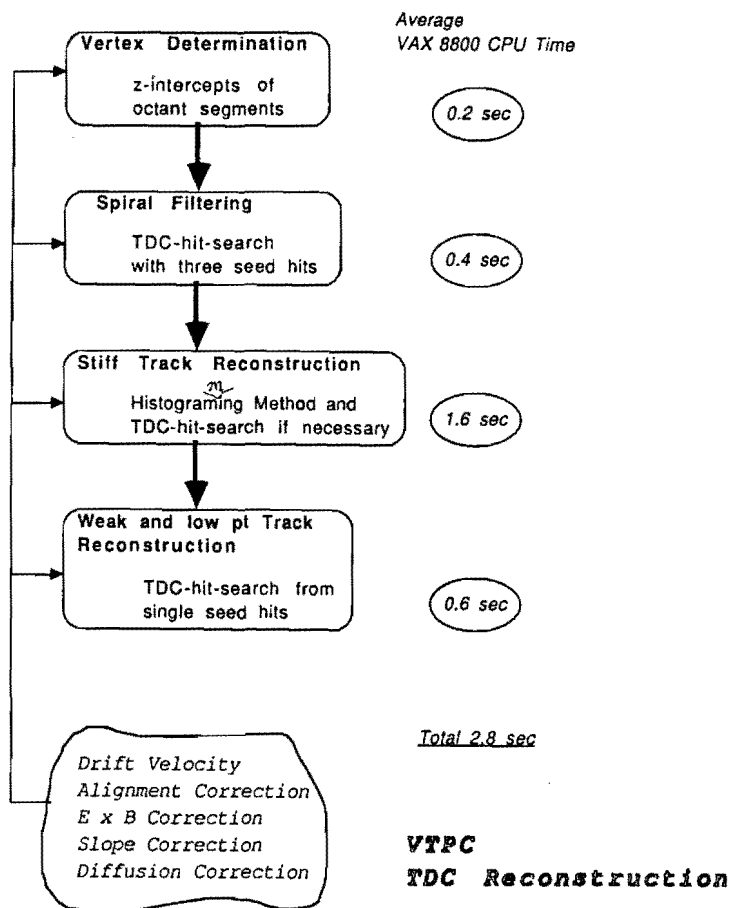 Average
VAX 8800 CPU Time
Vertex Determination
z-intercepts of
octant segments
0.2 sec
Spiral Filtering
TDC-hit-search
with three seed hits
0.4 sec
Stiff Track Reconstruction
m
Histograming Method and
TDC-hit-search if necessary
1.6 sec
Weak and low pt Track
Reconstruction
TDC-hit-search from
single seed hits
0.6 sec
Total 2.8 sec
Drift Velocity
Alignment Correction
E x B Correction
Slope Correction
Diffusion Correction
VTPC
TDC Reconstruction